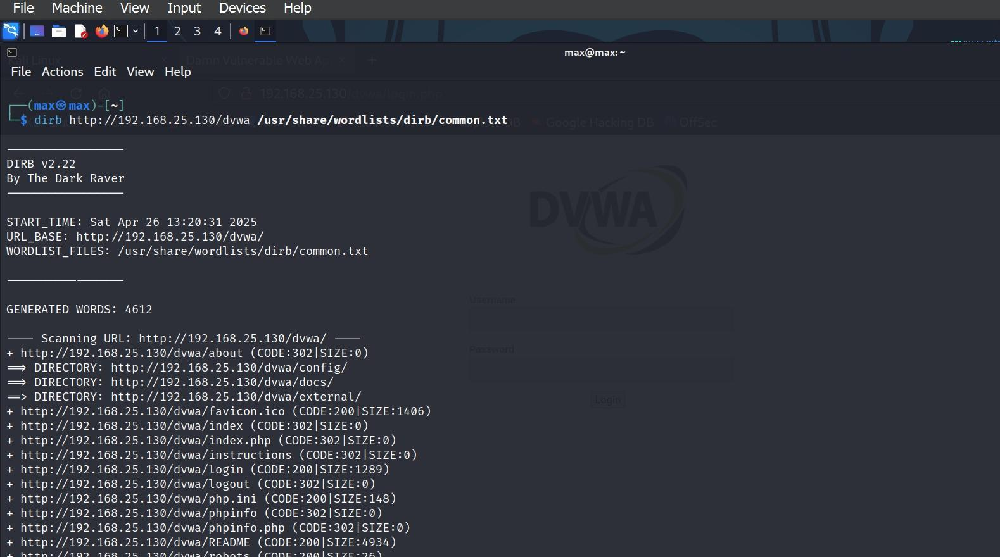 File Machine View Input Devices Help
1 2 3 4
max@max: ~
Kali Linux × Damn Vulnerable Web Ap × +
File Actions Edit View Help
192.168.25.130/dvwa/login.php
(max㉿max)-[~]
$ dirb http://192.168.25.130/dvwa /usr/share/wordlists/dirb/common.txt
DB Google Hacking DB OffSec
-----------------
DIRB v2.22
By The Dark Raver
-----------------
DVWA
START_TIME: Sat Apr 26 13:20:31 2025
URL_BASE: http://192.168.25.130/dvwa/
WORDLIST_FILES: /usr/share/wordlists/dirb/common.txt
-----------------
Username
GENERATED WORDS: 4612
---- Scanning URL: http://192.168.25.130/dvwa/ ----
Password
+ http://192.168.25.130/dvwa/about (CODE:302|SIZE:0)
==> DIRECTORY: http://192.168.25.130/dvwa/config/
==> DIRECTORY: http://192.168.25.130/dvwa/docs/
==> DIRECTORY: http://192.168.25.130/dvwa/external/
Login
+ http://192.168.25.130/dvwa/favicon.ico (CODE:200|SIZE:1406)
+ http://192.168.25.130/dvwa/index (CODE:302|SIZE:0)
+ http://192.168.25.130/dvwa/index.php (CODE:302|SIZE:0)
+ http://192.168.25.130/dvwa/instructions (CODE:302|SIZE:0)
+ http://192.168.25.130/dvwa/login (CODE:200|SIZE:1289)
+ http://192.168.25.130/dvwa/logout (CODE:302|SIZE:0)
+ http://192.168.25.130/dvwa/php.ini (CODE:200|SIZE:148)
+ http://192.168.25.130/dvwa/phpinfo (CODE:302|SIZE:0)
+ http://192.168.25.130/dvwa/phpinfo.php (CODE:302|SIZE:0)
+ http://192.168.25.130/dvwa/README (CODE:200|SIZE:4934)
+ http://192.168.25.130/dvwa/robots (CODE:200|SIZE:26)